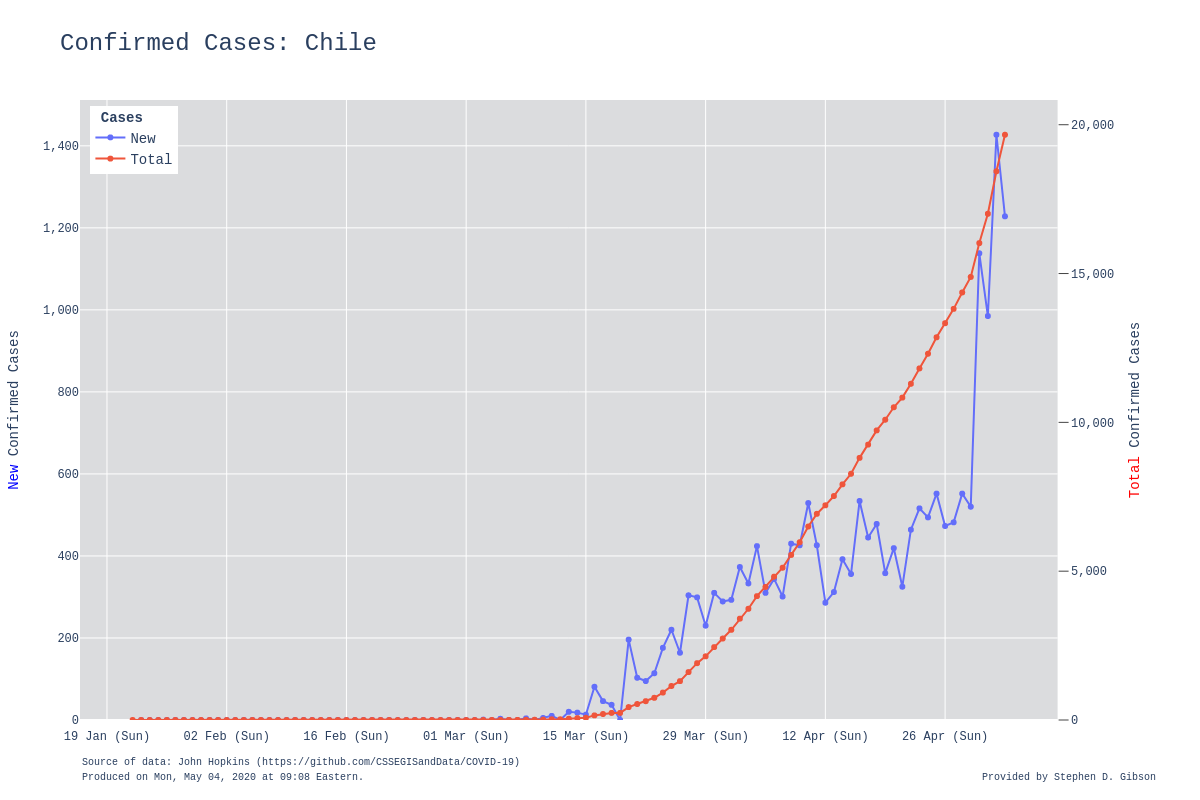 Confirmed Cases: Chile
Cases
New
Total
1,400
1,200
1,000
800
600
400
200
0
New Confirmed Cases
20,000
15,000
10,000
5,000
0
Total Confirmed Cases
19 Jan (Sun) 02 Feb (Sun) 16 Feb (Sun) 01 Mar (Sun) 15 Mar (Sun) 29 Mar (Sun) 12 Apr (Sun) 26 Apr (Sun)
Source of data: John Hopkins (https://github.com/CSSEGISandData/COVID-19)
Produced on Mon, May 04, 2020 at 09:08 Eastern.
Provided by Stephen D. Gibson